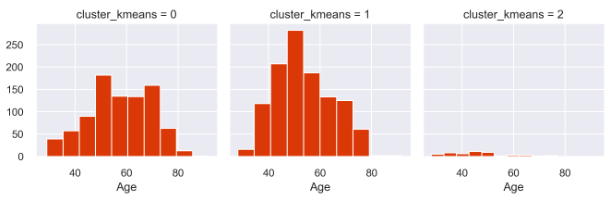 cluster_kmeans = 0
cluster_kmeans = 1
cluster_kmeans = 2
250
200
150
100
50
0
40 60 80
40 60 80
40 60 80
Age
Age
Age